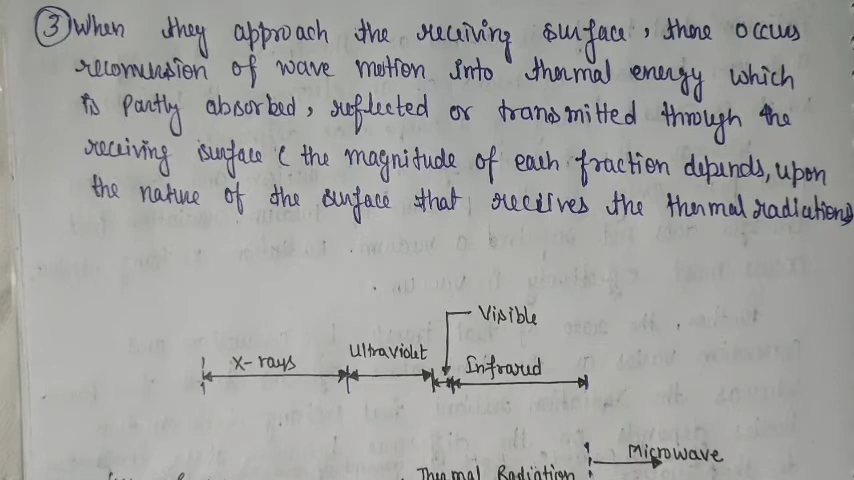 ③ When they approach the receiving surface, there occurs
reconversion of wave motion into thermal energy which
is partly absorbed, reflected or transmitted through the
receiving surface ( the magnitude of each fraction depends, upon
the nature of the surface that receives the thermal radiations)
Visible
X-rays
Ultraviolet
Infrared
Microwave
Thermal Radiation